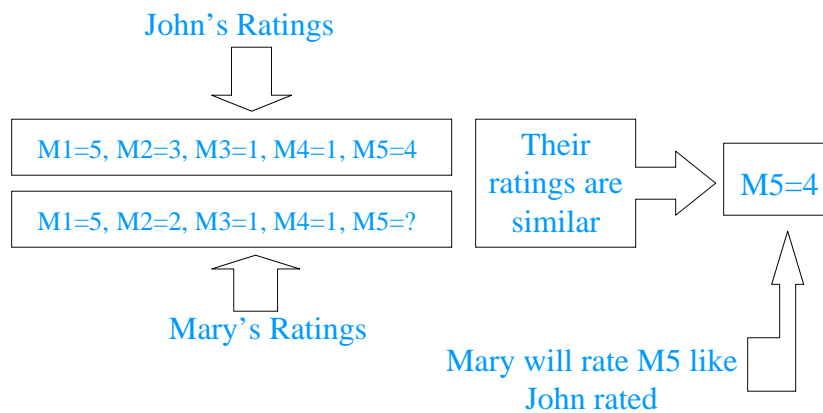 John’s Ratings
M1=5, M2=3, M3=1, M4=1, M5=4
M1=5, M2=2, M3=1, M4=1, M5=?
Mary’s Ratings
Their
ratings are
similar
M5=4
Mary will rate M5 like
John rated